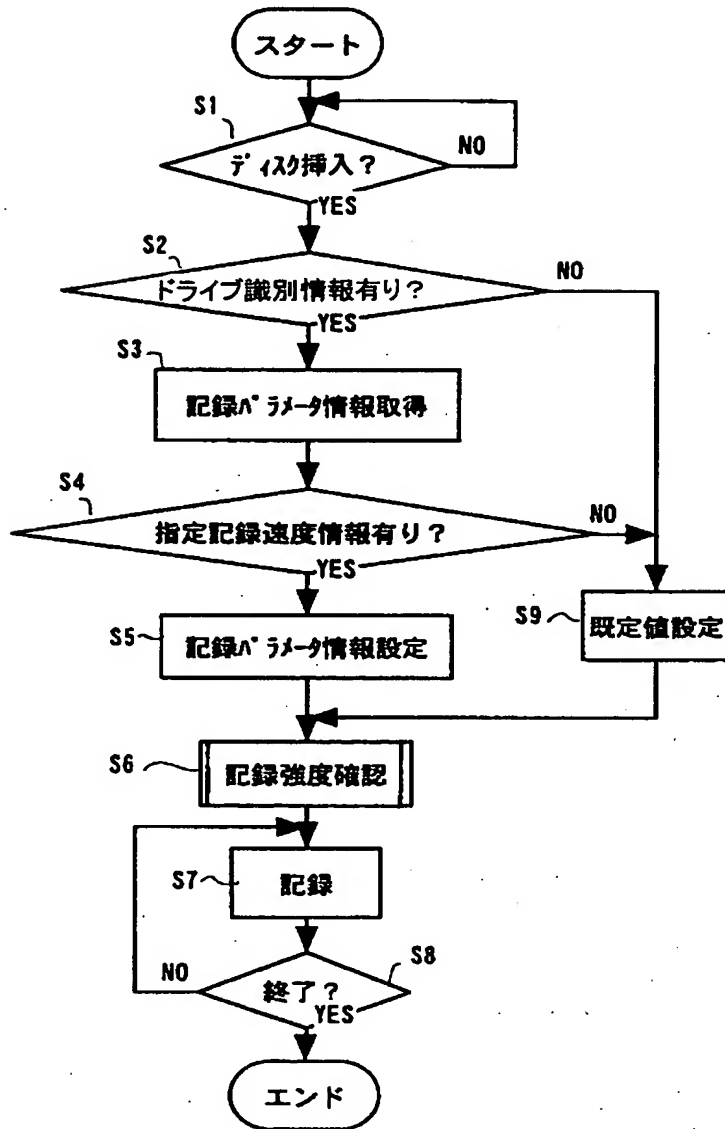 スタート
S1
ディスク挿入?
NO
YES
S2
ドライブ識別情報有り?
NO
YES
S3
記録パラメータ情報取得
S4
指定記録速度情報有り?
NO
YES
S5
記録パラメータ情報設定
S9
既定値設定
S6
記録強度確認
S7
記録
S8
終了?
NO
YES
エンド